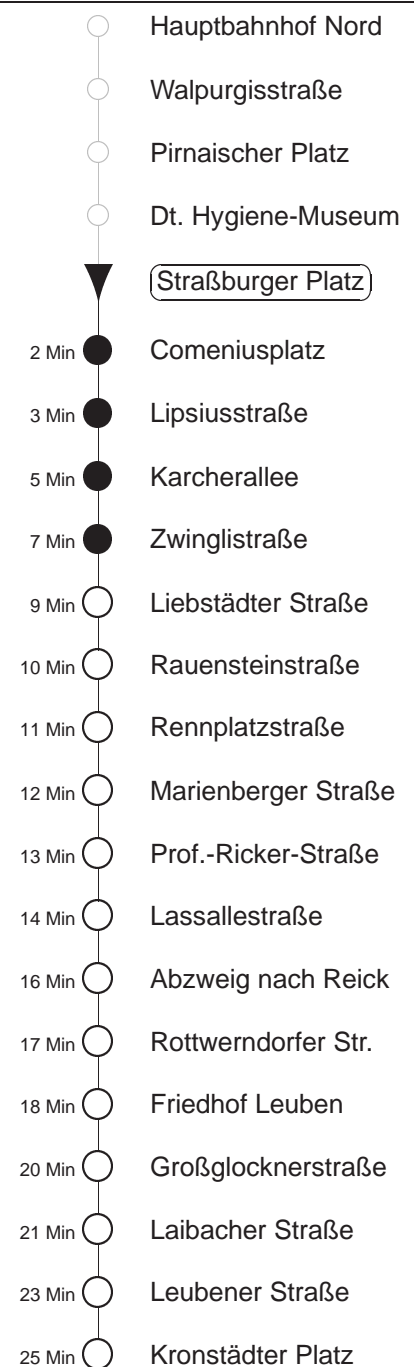 Hauptbahnhof Nord
Walpurgisstraße
Pirnaischer Platz
Dt. Hygiene-Museum
Straßburger Platz
2 Min Comeniusplatz
3 Min Lipsiusstraße
5 Min Karcherallee
7 Min Zwinglistraße
9 Min Liebstädter Straße
10 Min Rauensteinstraße
11 Min Rennplatzstraße
12 Min Marienberger Straße
13 Min Prof.-Ricker-Straße
14 Min Lassallestraße
16 Min Abzweig nach Reick
17 Min Rottwerndorfer Str.
18 Min Friedhof Leuben
20 Min Großglocknerstraße
21 Min Laibacher Straße
23 Min Leubener Straße
25 Min Kronstädter Platz